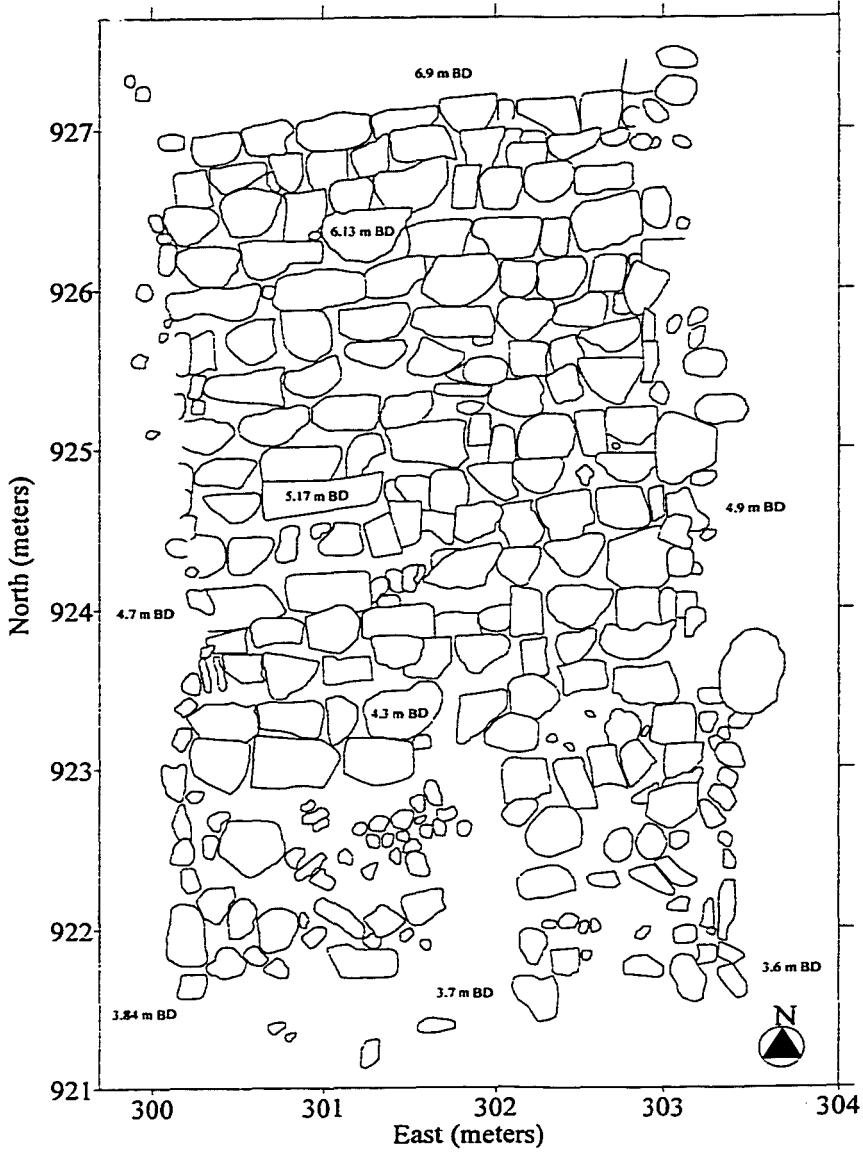 6.9 m BD
927
6.13 m BD
926
925
5.17 m BD
4.9 m BD
North (meters)
924
4.7 m BD
4.3 m BD
923
922
3.6 m BD
3.7 m BD
3.84 m BD
N
921
300
301
302
303
304
East (meters)